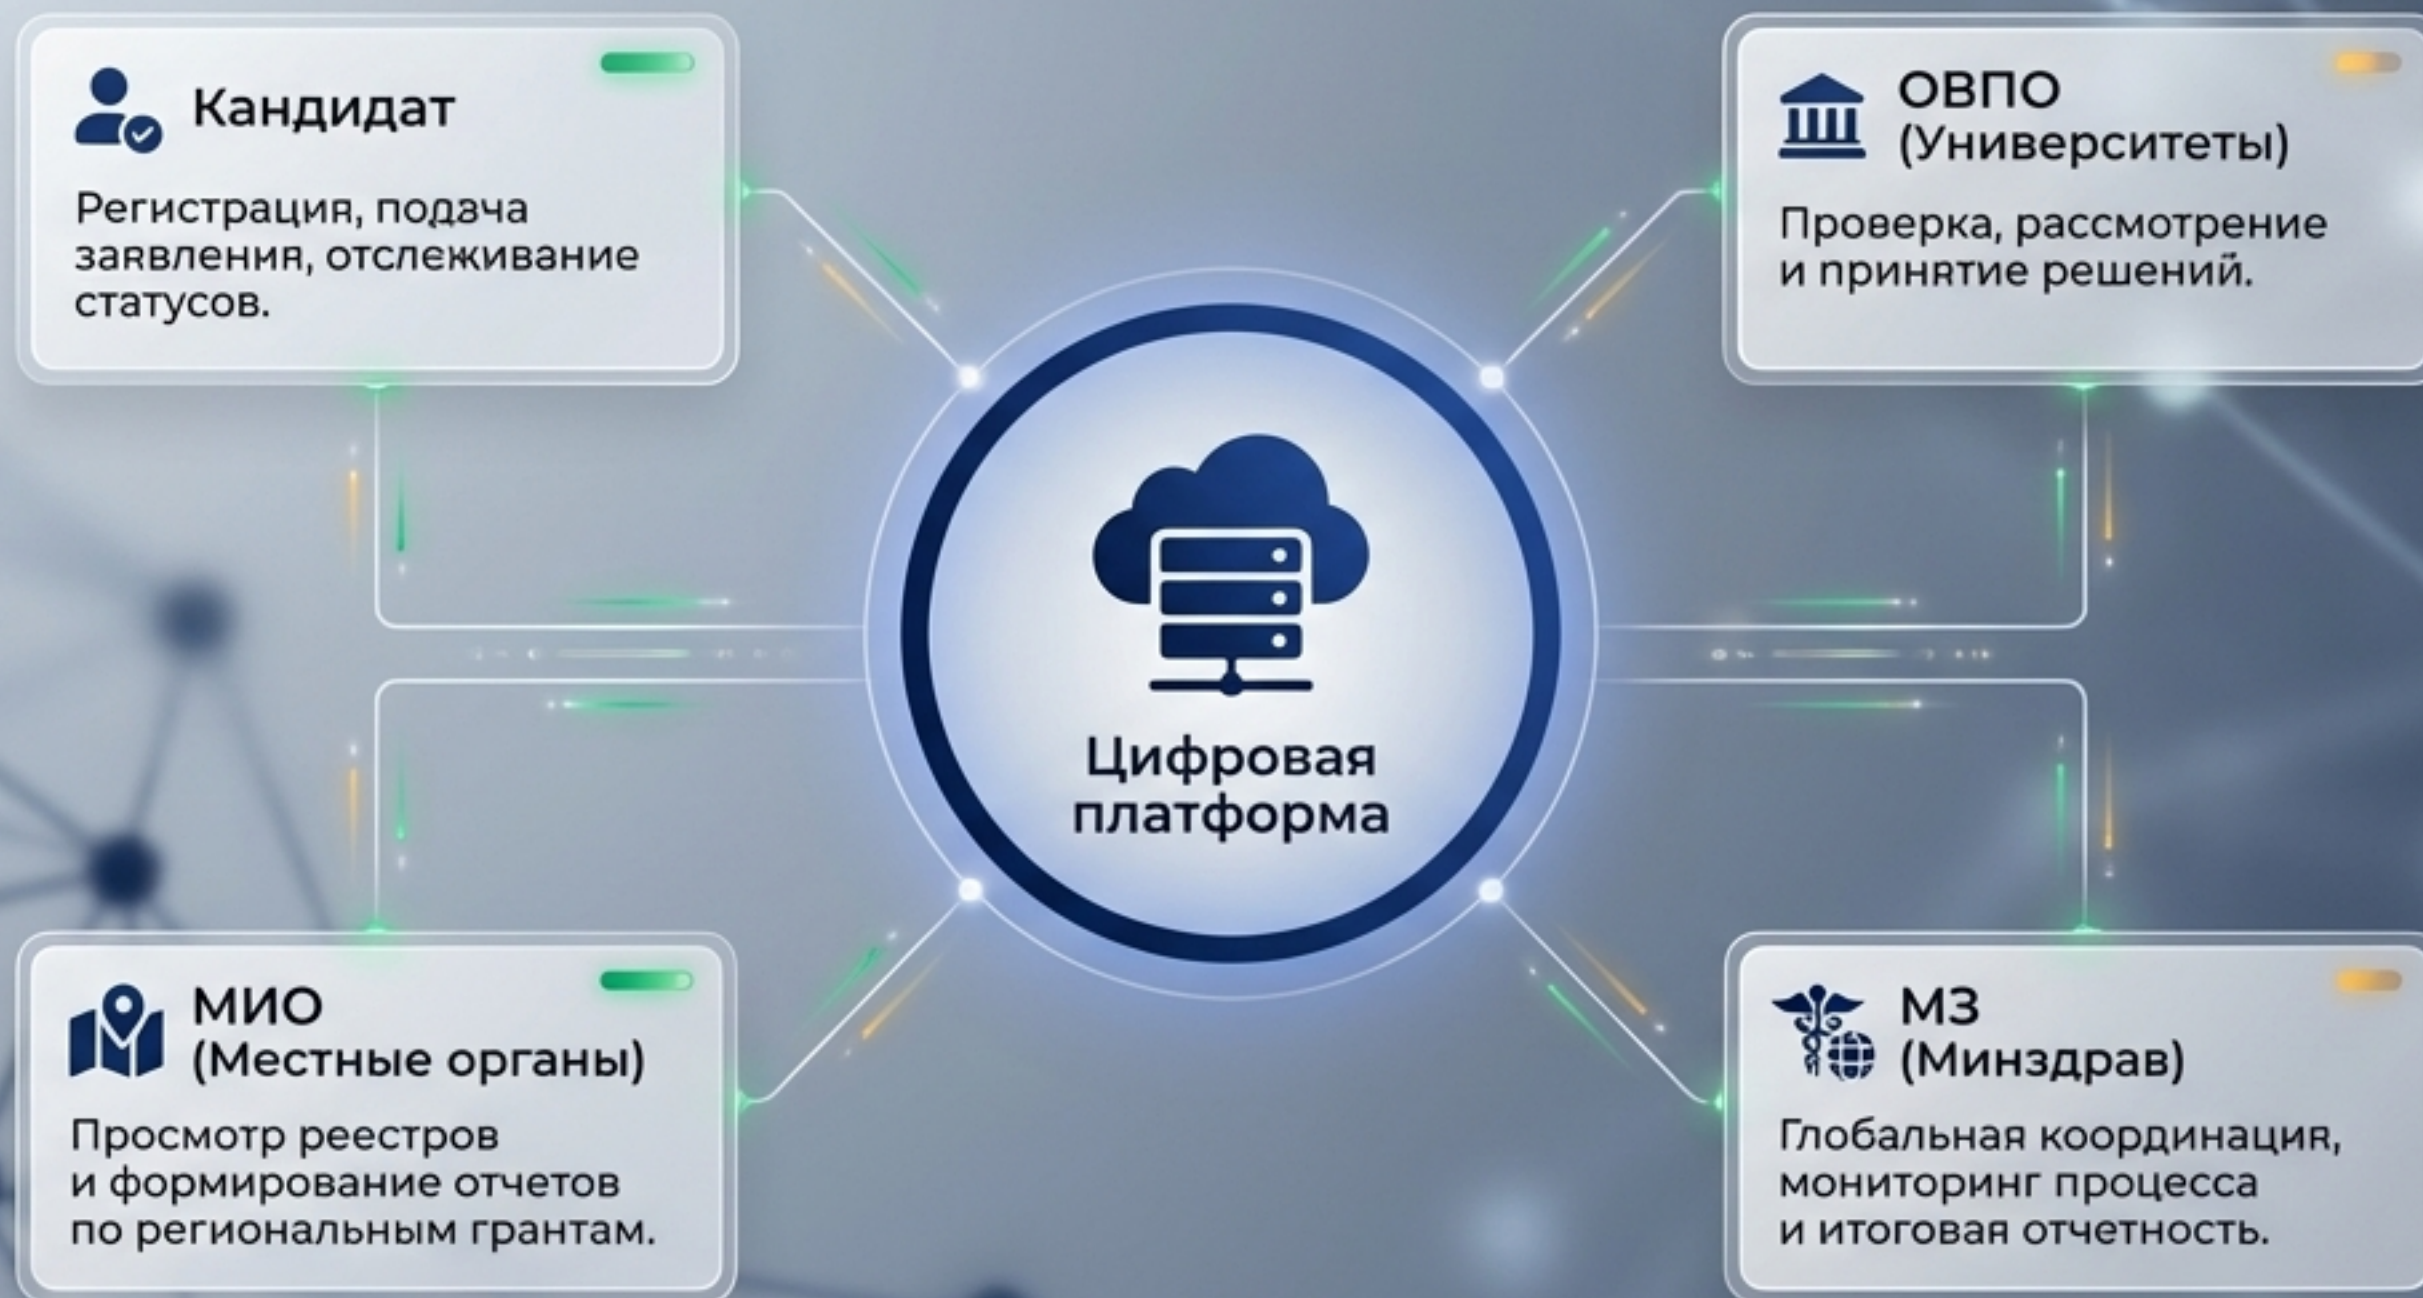 Кандидат
Регистрация, подача
заявления, отслеживание
статусов.
ОВПО
(Университеты)
Проверка, рассмотрение
и принятие решений.
Цифровая
платформа
МИО
(Местные органы)
Просмотр реестров
и формирование отчетов
по региональным грантам.
МЗ
(Минздрав)
Глобальная координация,
мониторинг процесса
и итоговая отчетность.